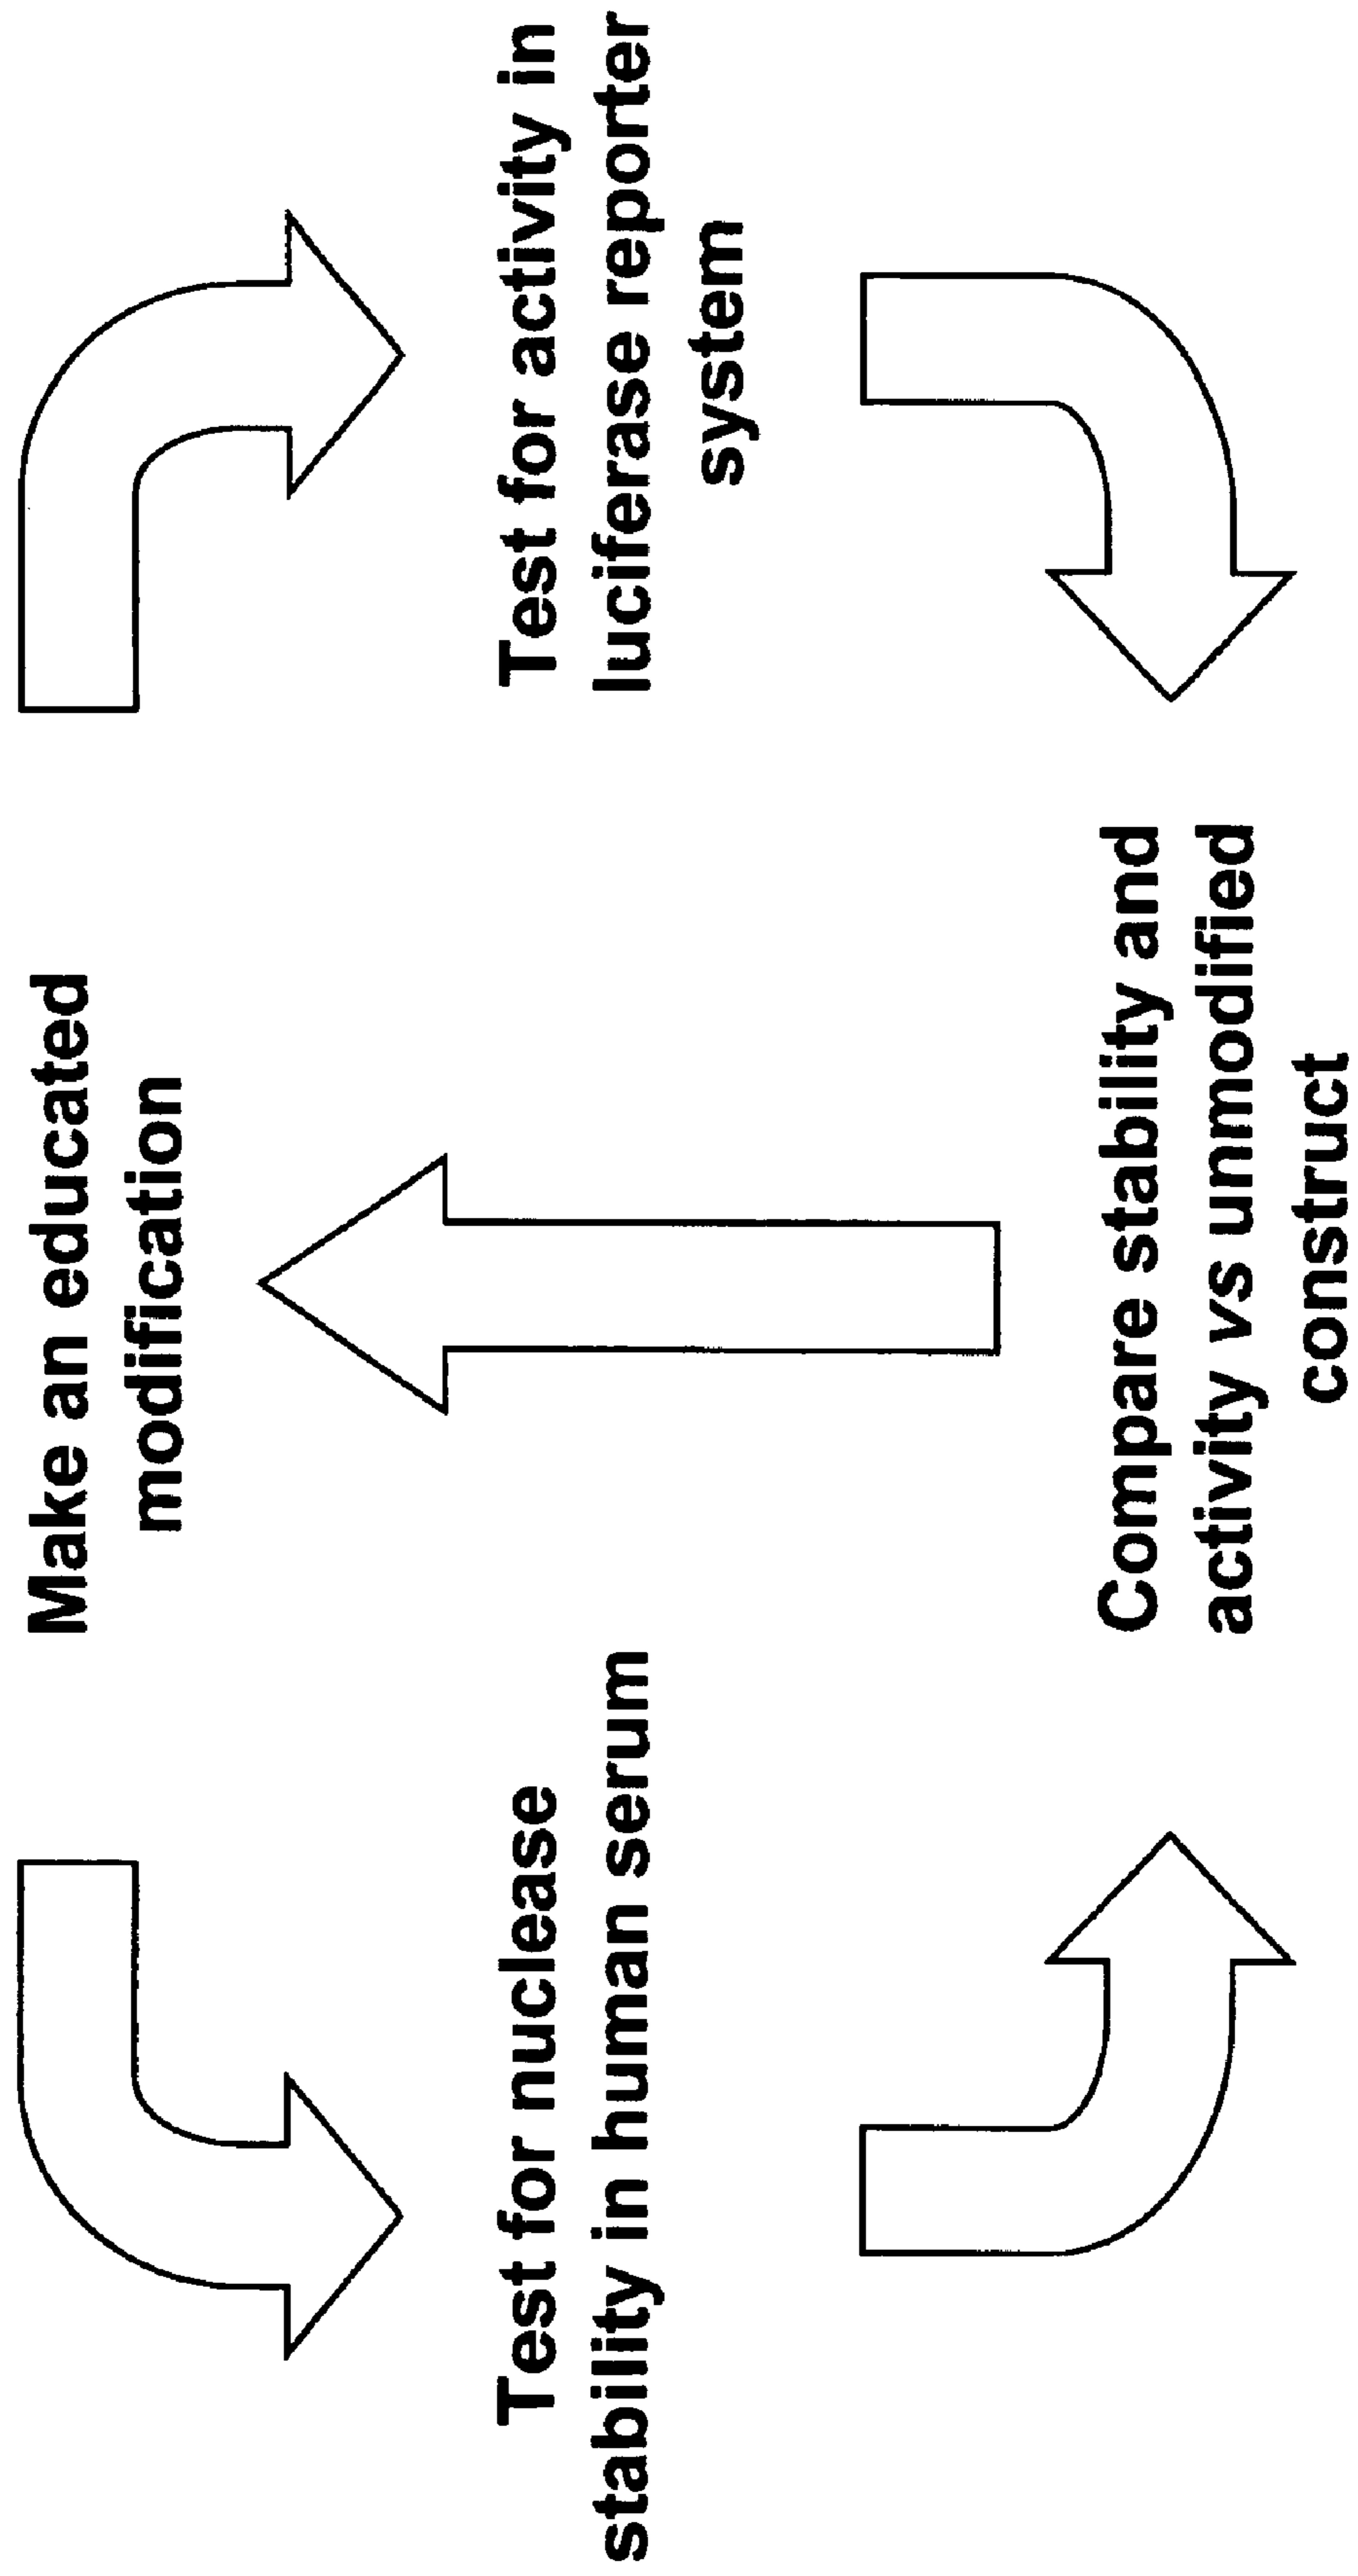 Make an educated
modification
Test for nuclease
stability in human serum
Test for activity in
luciferase reporter
system
Compare stability and
activity vs unmodified
construct